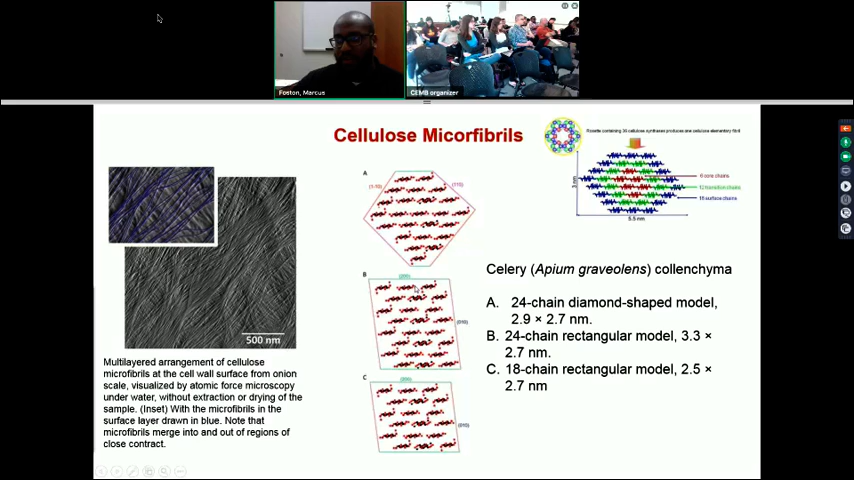 Foston, Marcus
CEMB organizer
Cellulose Micorfibrils
Rosette containing 36 cellulose synthases produces one cellulose elementary fibril
6 core chains
12 transition chains
18 surface chains
3 nm
5.5 nm
A
(1-10)
(110)
B
(200)
(010)
C
(200)
(010)
500 nm
Multilayered arrangement of cellulose
microfibrils at the cell wall surface from onion
scale, visualized by atomic force microscopy
under water, without extraction or drying of the
sample. (Inset) With the microfibrils in the
surface layer drawn in blue. Note that
microfibrils merge into and out of regions of
close contract.
Celery (Apium graveolens) collenchyma
A. 24-chain diamond-shaped model,
2.9 × 2.7 nm.
B. 24-chain rectangular model, 3.3 ×
2.7 nm.
C. 18-chain rectangular model, 2.5 ×
2.7 nm